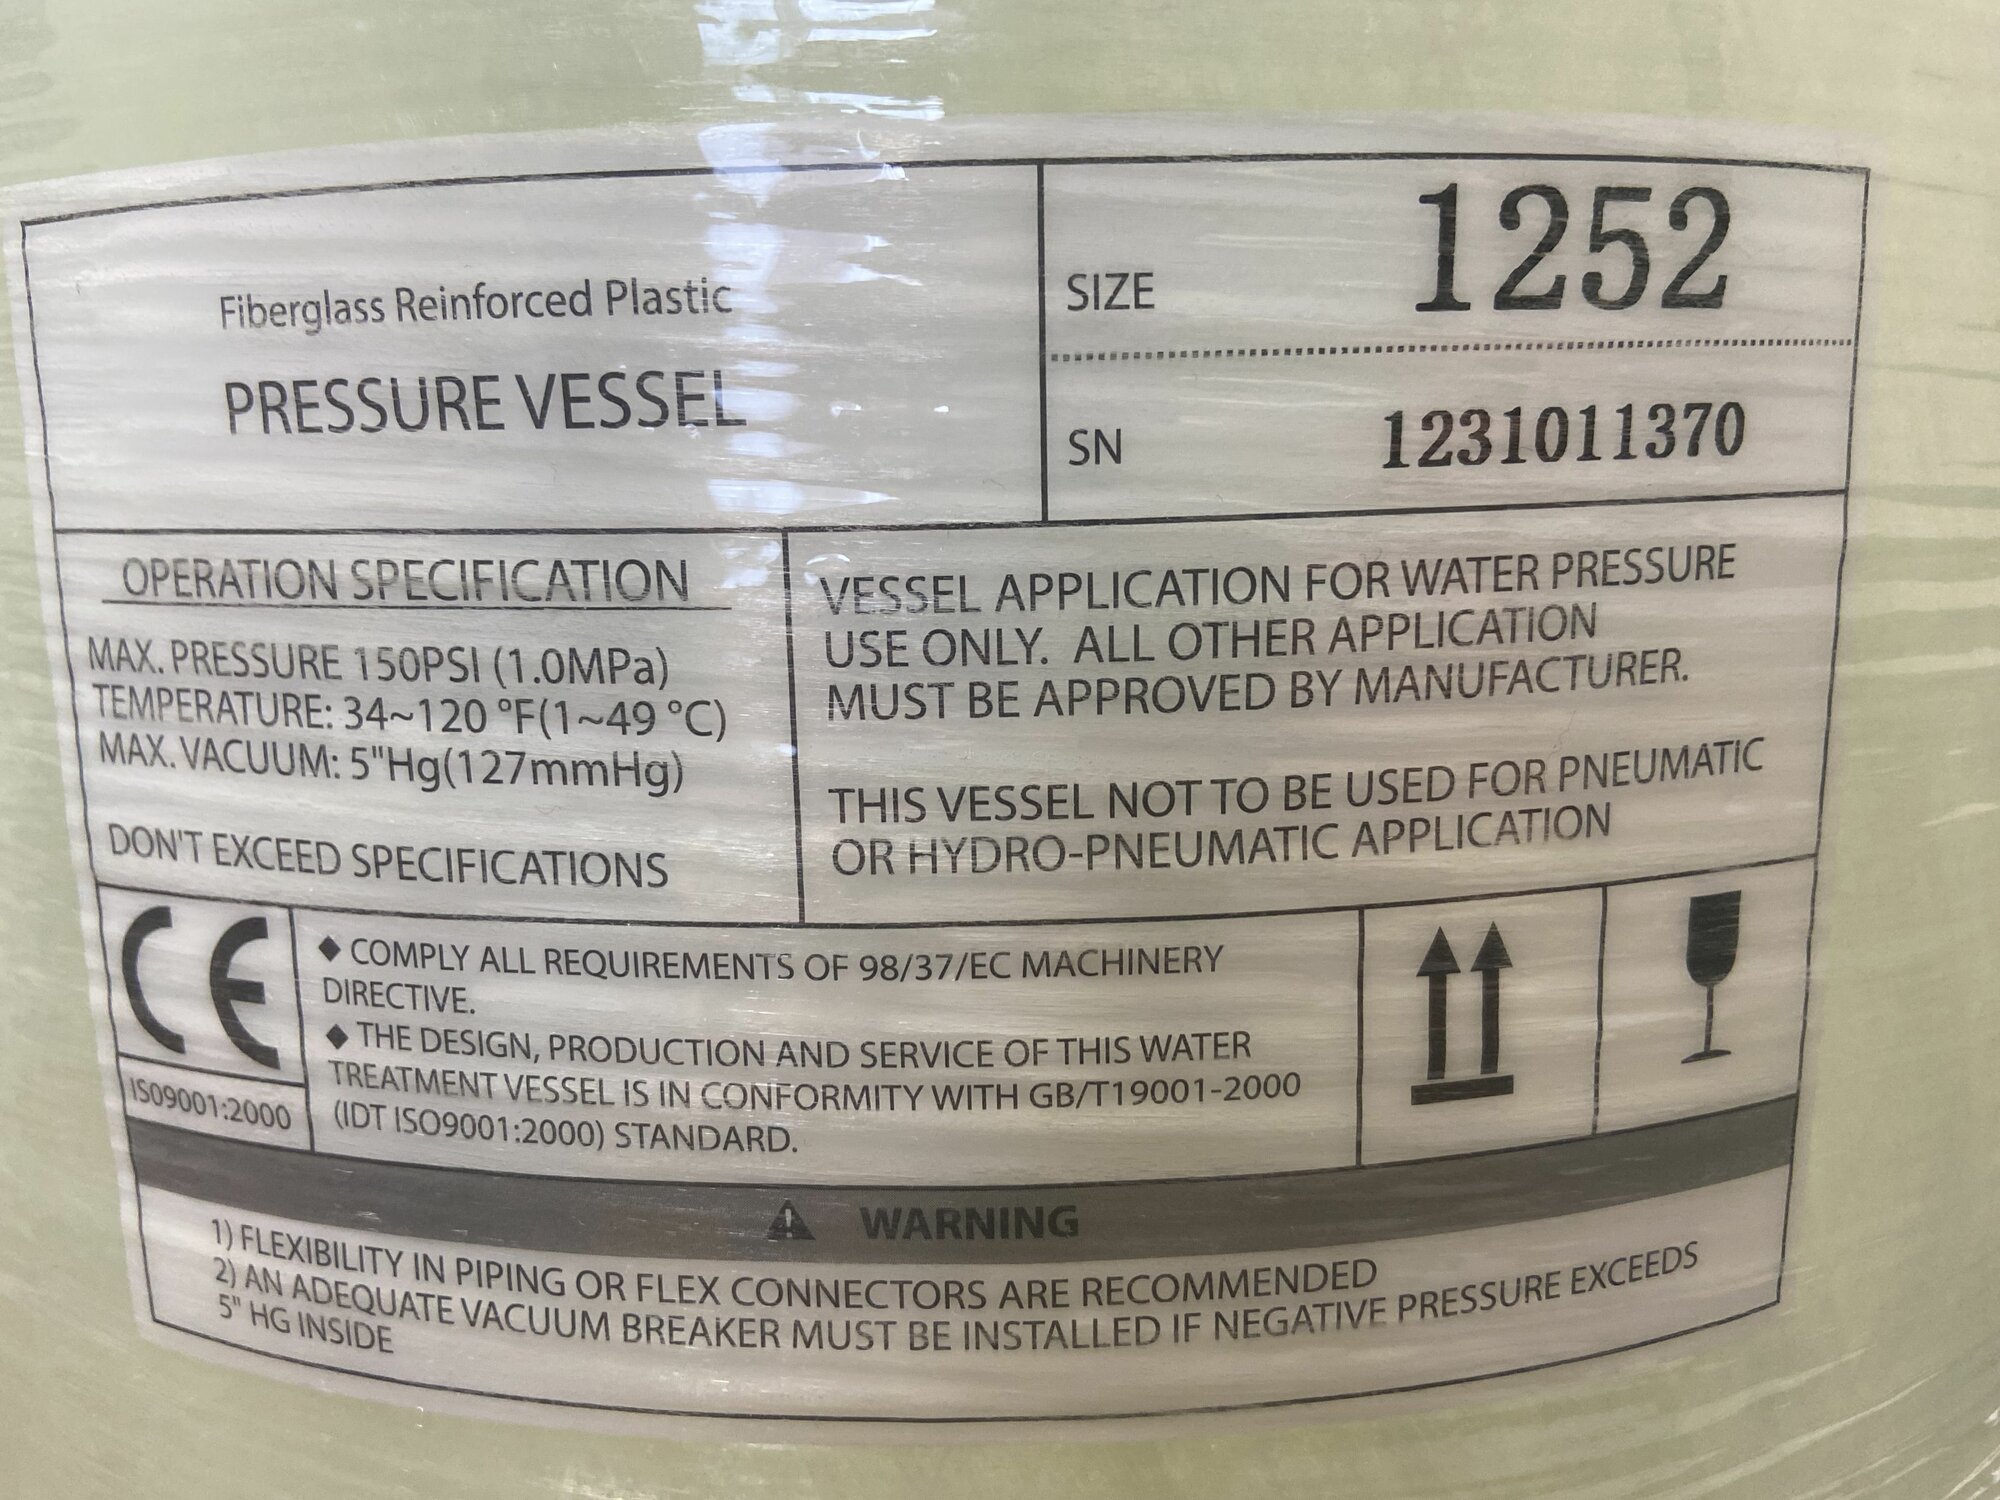 Fiberglass Reinforced Plastic
PRESSURE VESSEL
SIZE 1252
SN 1231011370
OPERATION SPECIFICATION
MAX. PRESSURE 150PSI (1.0MPa)
TEMPERATURE: 34~120 °F(1~49 °C)
MAX. VACUUM: 5"Hg(127mmHg)
DON'T EXCEED SPECIFICATIONS
VESSEL APPLICATION FOR WATER PRESSURE
USE ONLY. ALL OTHER APPLICATION
MUST BE APPROVED BY MANUFACTURER.
THIS VESSEL NOT TO BE USED FOR PNEUMATIC
OR HYDRO-PNEUMATIC APPLICATION
CE
ISO9001:2000
◆ COMPLY ALL REQUIREMENTS OF 98/37/EC MACHINERY
DIRECTIVE.
◆ THE DESIGN, PRODUCTION AND SERVICE OF THIS WATER
TREATMENT VESSEL IS IN CONFORMITY WITH GB/T19001-2000
(IDT ISO9001:2000) STANDARD.
WARNING
1) FLEXIBILITY IN PIPING OR FLEX CONNECTORS ARE RECOMMENDED
2) AN ADEQUATE VACUUM BREAKER MUST BE INSTALLED IF NEGATIVE PRESSURE EXCEEDS
5" HG INSIDE